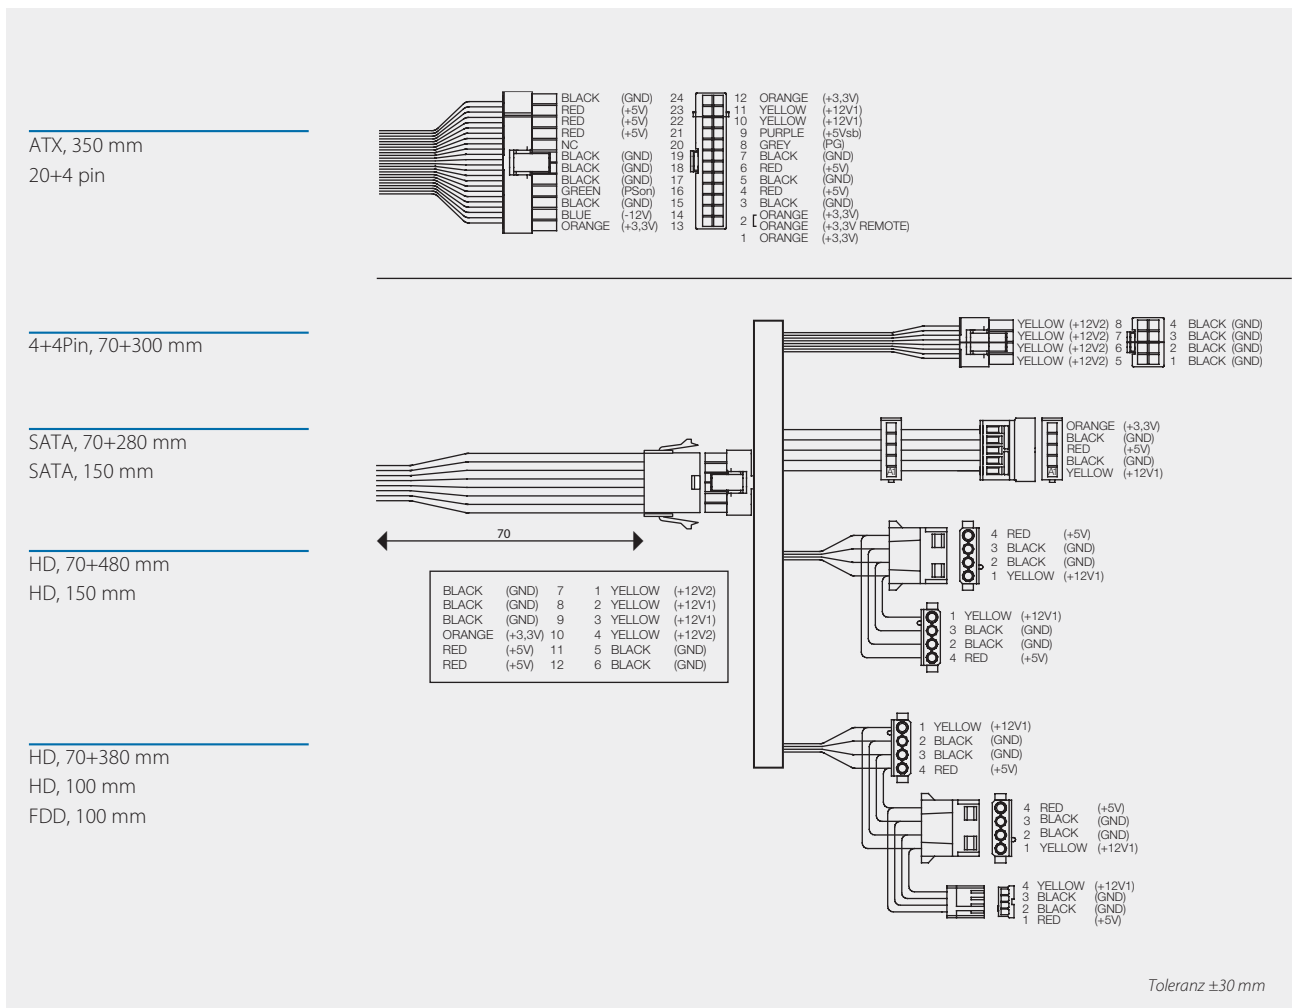 ATX, 350 mm
20+4 pin
BLACK (GND) 24 12 ORANGE (+3,3V)
RED (+5V) 23 11 YELLOW (+12V1)
RED (+5V) 22 10 YELLOW (+12V1)
RED (+5V) 21 9 PURPLE (+5Vsb)
NC 20 8 GREY (PG)
BLACK (GND) 19 7 BLACK (GND)
BLACK (GND) 18 6 RED (+5V)
BLACK (GND) 17 5 BLACK (GND)
GREEN (PSon) 16 4 RED (+5V)
BLACK (GND) 15 3 BLACK (GND)
BLUE (-12V) 14 2 ORANGE (+3,3V)
ORANGE (+3,3V REMOTE)
ORANGE (+3,3V) 13 1 ORANGE (+3,3V)
4+4Pin, 70+300 mm
YELLOW (+12V2) 8 4 BLACK (GND)
YELLOW (+12V2) 7 3 BLACK (GND)
YELLOW (+12V2) 6 2 BLACK (GND)
YELLOW (+12V2) 5 1 BLACK (GND)
SATA, 70+280 mm
SATA, 150 mm
ORANGE (+3,3V)
BLACK (GND)
RED (+5V)
BLACK (GND)
YELLOW (+12V1)
70
HD, 70+480 mm
HD, 150 mm
4 RED (+5V)
3 BLACK (GND)
2 BLACK (GND)
1 YELLOW (+12V1)
1 YELLOW (+12V1)
3 BLACK (GND)
2 BLACK (GND)
4 RED (+5V)
BLACK (GND) 7 1 YELLOW (+12V2)
BLACK (GND) 8 2 YELLOW (+12V1)
BLACK (GND) 9 3 YELLOW (+12V1)
ORANGE (+3,3V) 10 4 YELLOW (+12V2)
RED (+5V) 11 5 BLACK (GND)
RED (+5V) 12 6 BLACK (GND)
HD, 70+380 mm
HD, 100 mm
FDD, 100 mm
1 YELLOW (+12V1)
2 BLACK (GND)
3 BLACK (GND)
4 RED (+5V)
4 RED (+5V)
3 BLACK (GND)
2 BLACK (GND)
1 YELLOW (+12V1)
4 YELLOW (+12V1)
3 BLACK (GND)
2 BLACK (GND)
1 RED (+5V)
Toleranz ±30 mm